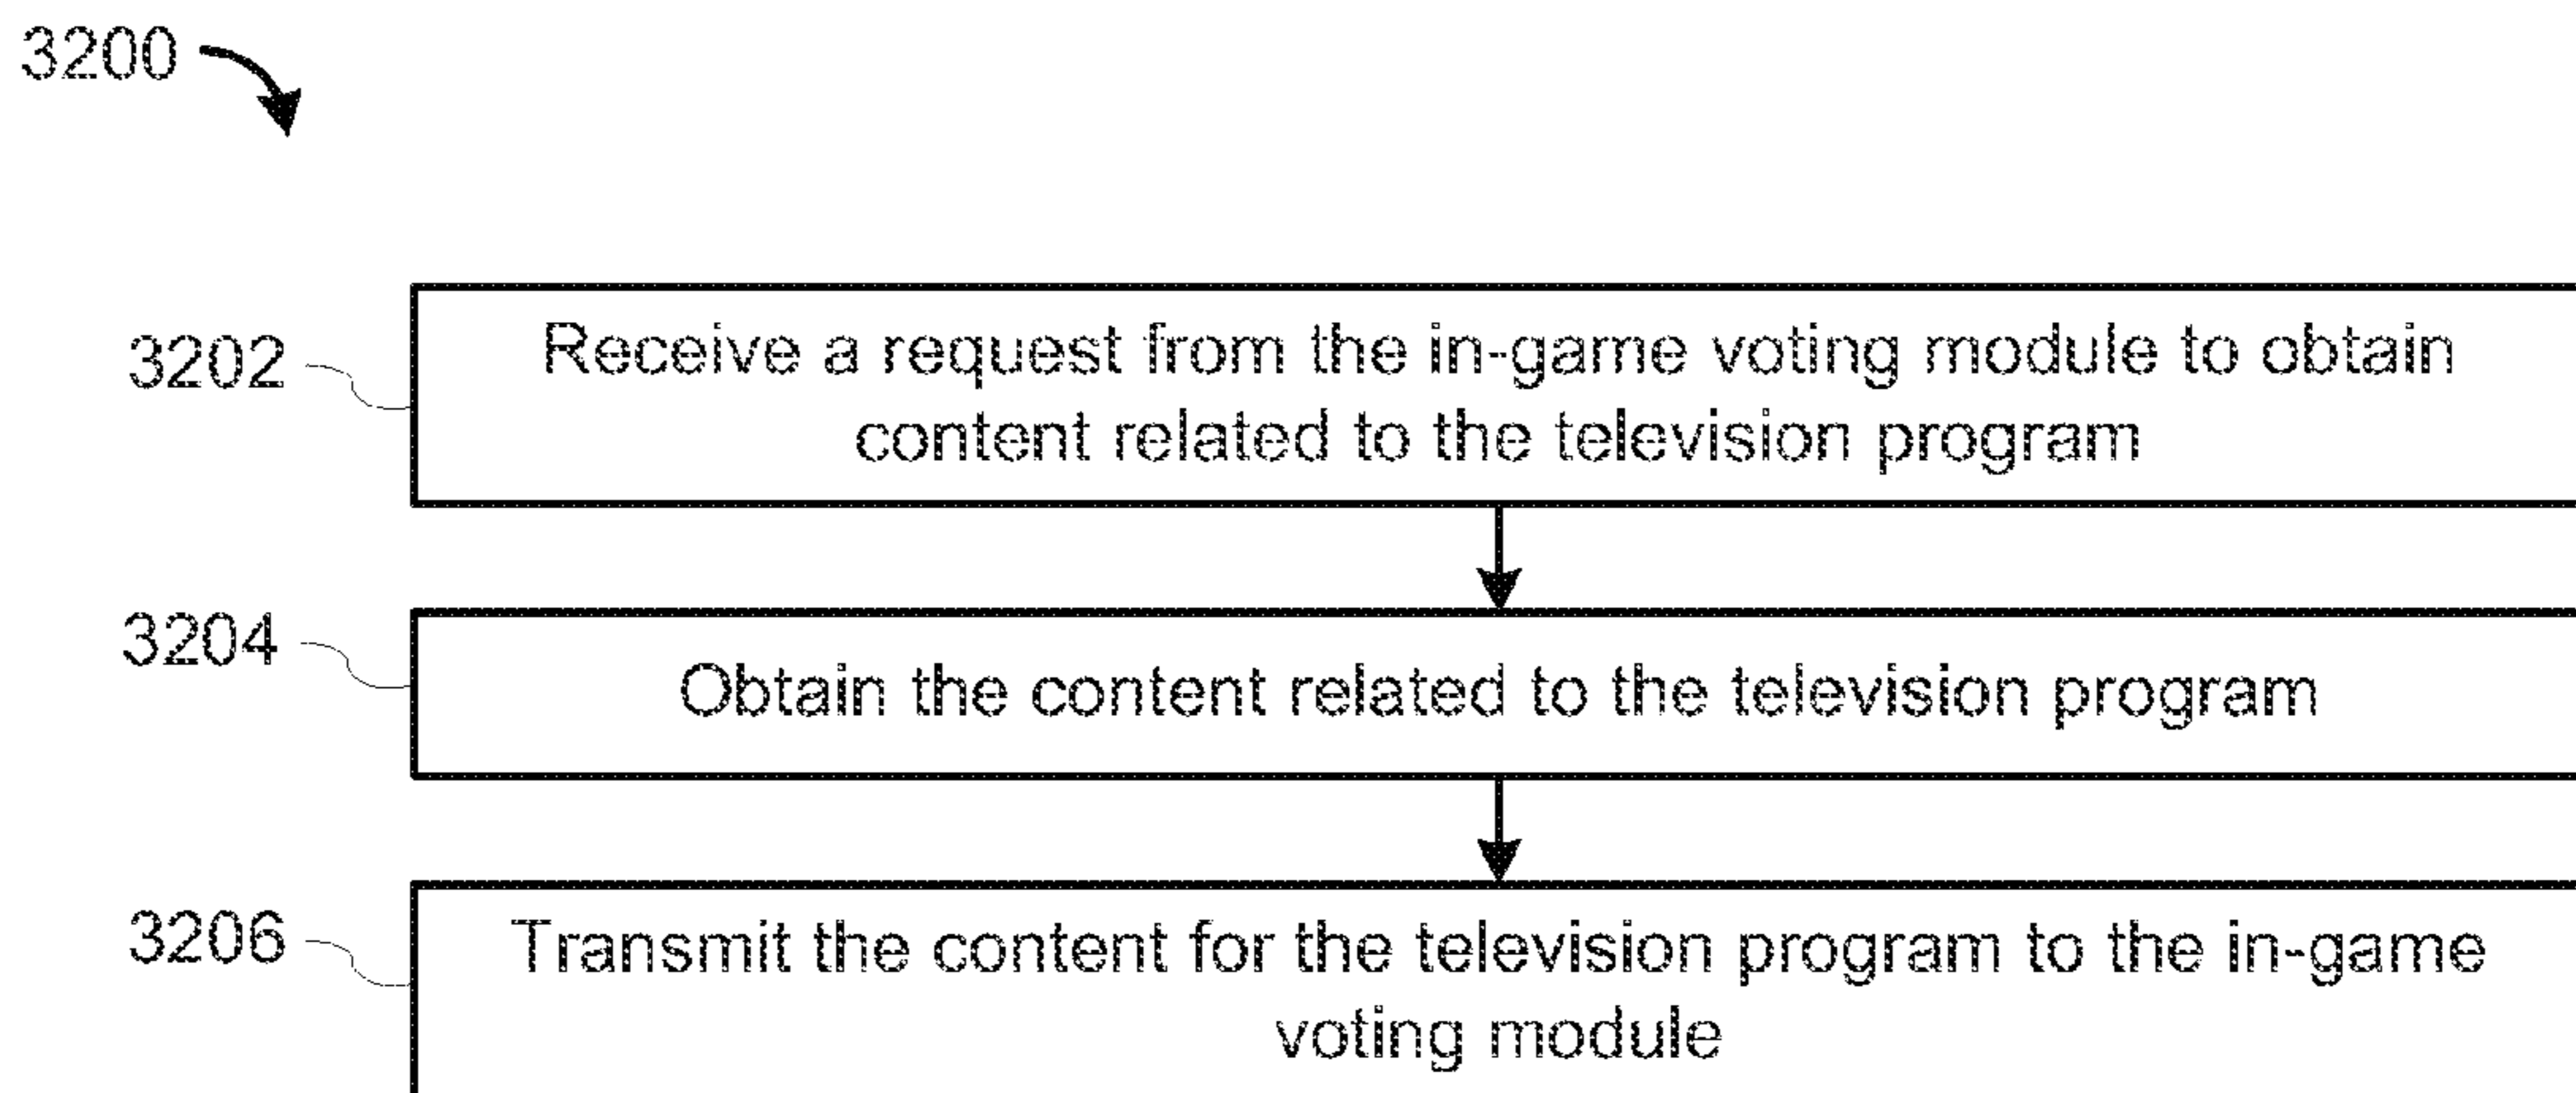 3200
3202
Receive a request from the in-game voting module to obtain
content related to the television program
3204
Obtain the content related to the television program
3206
Transmit the content for the television program to the in-game
voting module